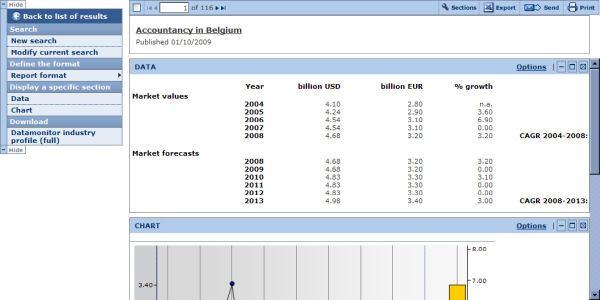 Hide
Back to list of results
Search
New search
Modify current search
Define the format
Report format
Display a specific section
Data
Chart
Download
Datamonitor industry
profile (full)
Hide
1 of 116 Sections Export Send Print
Accountancy in Belgium
Published 01/10/2009
DATA Options
Year billion USD billion EUR % growth
Market values
2004 4.10 2.80 n.a.
2005 4.24 2.90 3.60
2006 4.54 3.10 6.90
2007 4.54 3.10 0.00
2008 4.68 3.20 3.20 CAGR 2004-2008:
Market forecasts
2008 4.68 3.20 3.20
2009 4.68 3.20 0.00
2010 4.83 3.30 3.10
2011 4.83 3.30 0.00
2012 4.83 3.30 0.00
2013 4.98 3.40 3.00 CAGR 2008-2013:
CHART Options
8.00
3.40 7.00